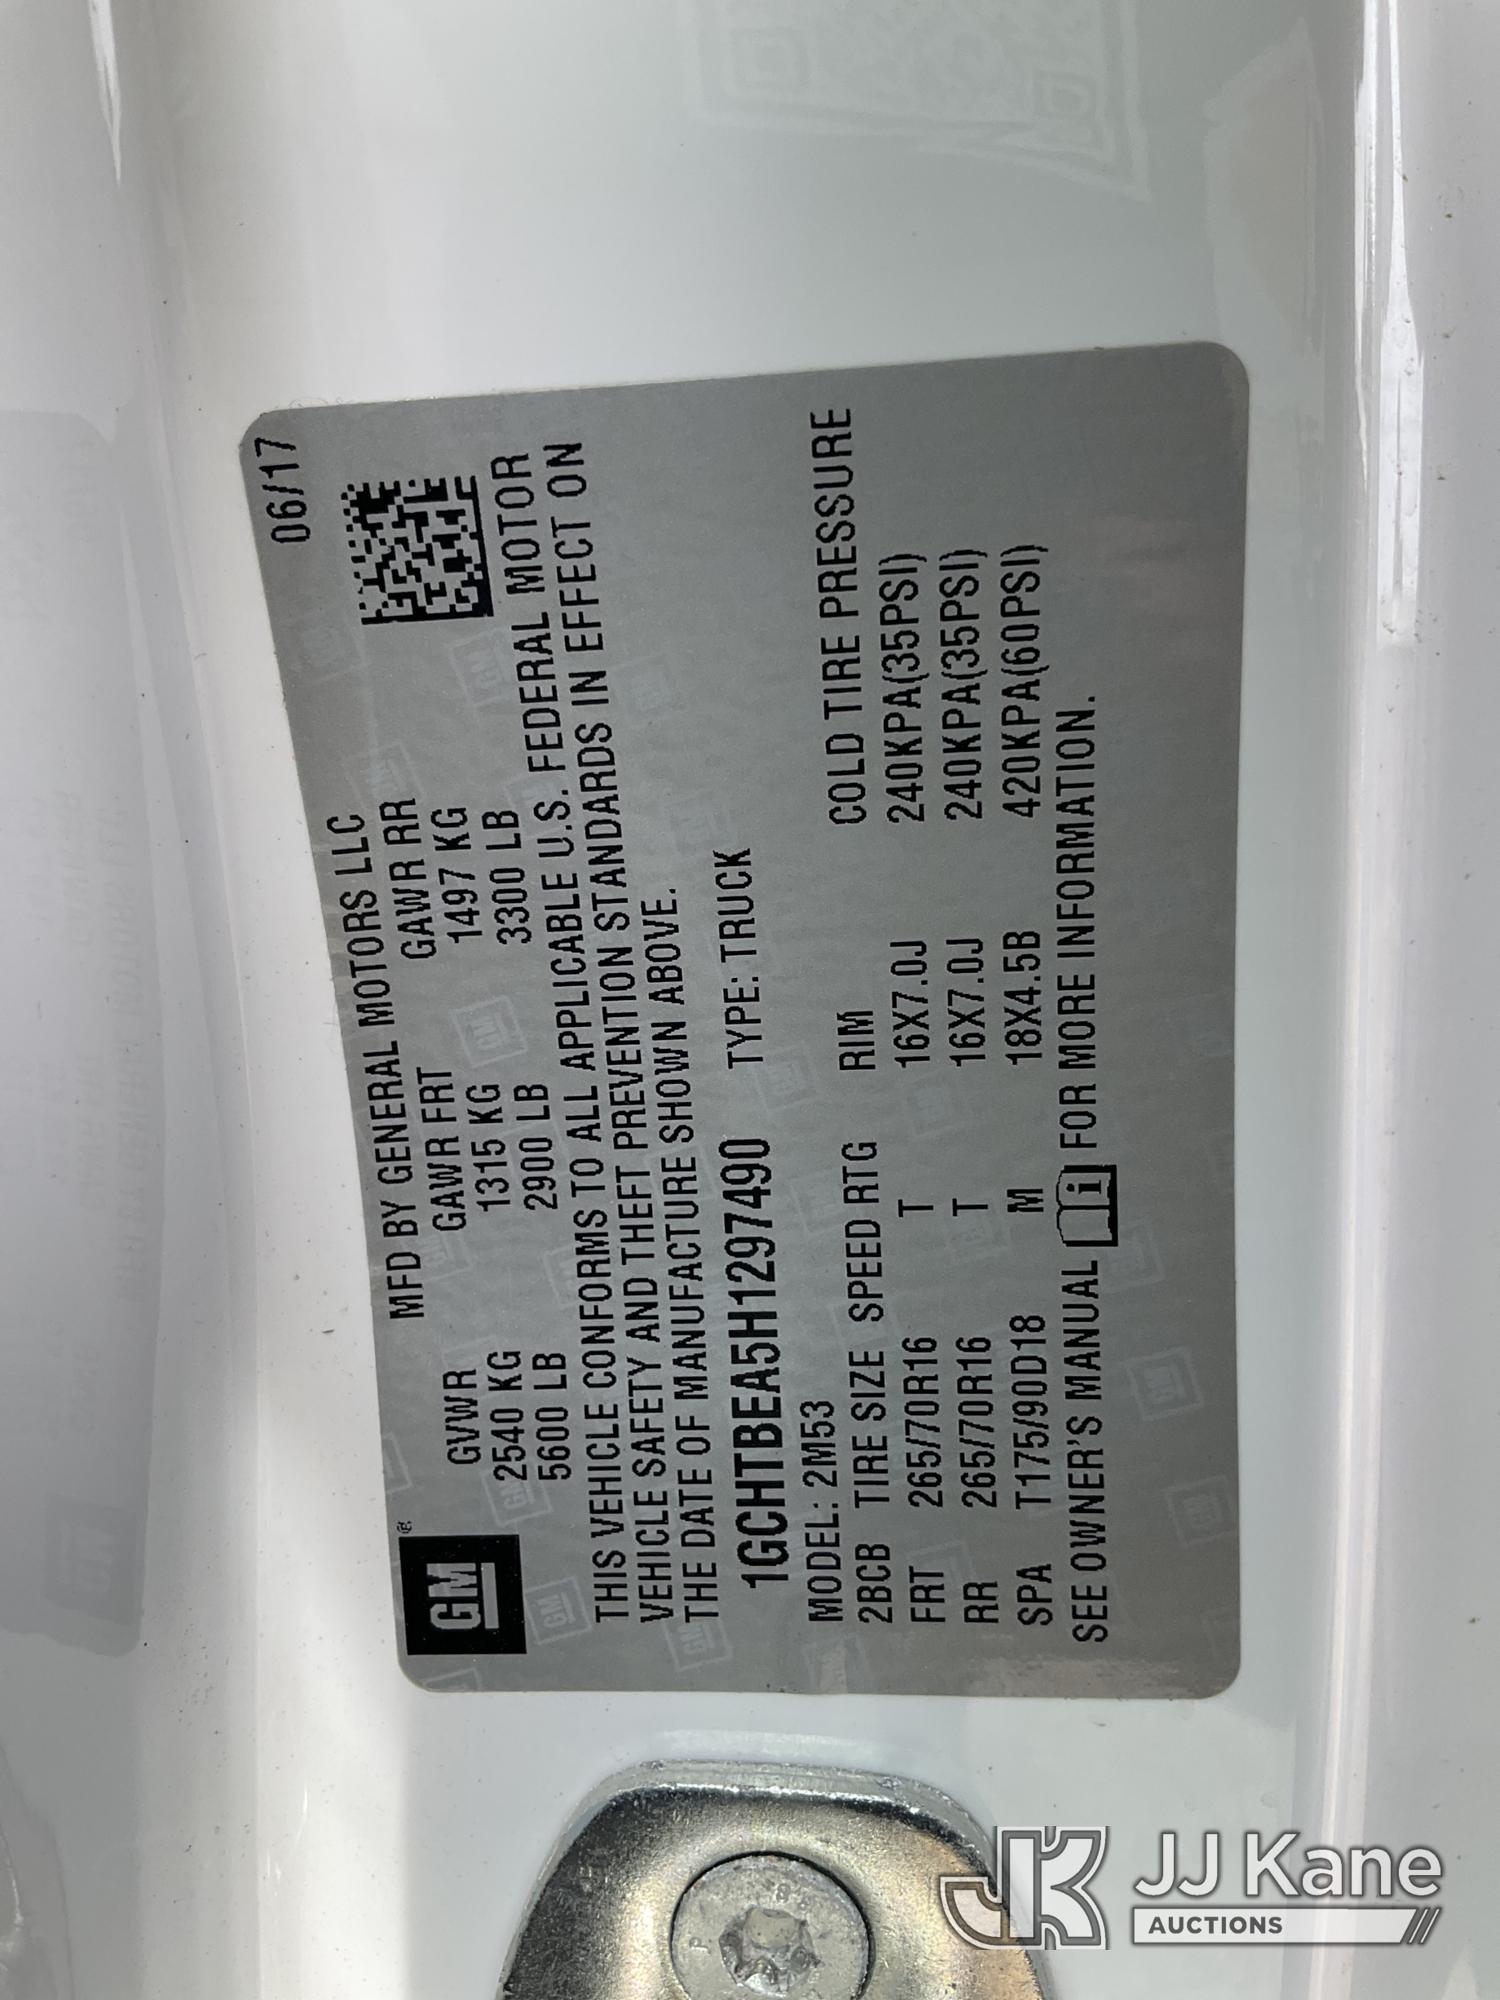 06/17
GM ®
MFD BY GENERAL MOTORS LLC
GVWR GAWR FRT GAWR RR
2540 KG 1315 KG 1497 KG
5600 LB 2900 LB 3300 LB
THIS VEHICLE CONFORMS TO ALL APPLICABLE U.S. FEDERAL MOTOR
VEHICLE SAFETY AND THEFT PREVENTION STANDARDS IN EFFECT ON
THE DATE OF MANUFACTURE SHOWN ABOVE.
1GCHTBEA5H1297490 TYPE: TRUCK
MODEL: 2M53
2BCB TIRE SIZE SPEED RTG RIM COLD TIRE PRESSURE
FRT 265/70R16 T 16X7.0J 240KPA(35PSI)
RR 265/70R16 T 16X7.0J 240KPA(35PSI)
SPA T175/90D18 M 18X4.5B 420KPA(60PSI)
SEE OWNER'S MANUAL i FOR MORE INFORMATION.
JK JJ Kane
AUCTIONS